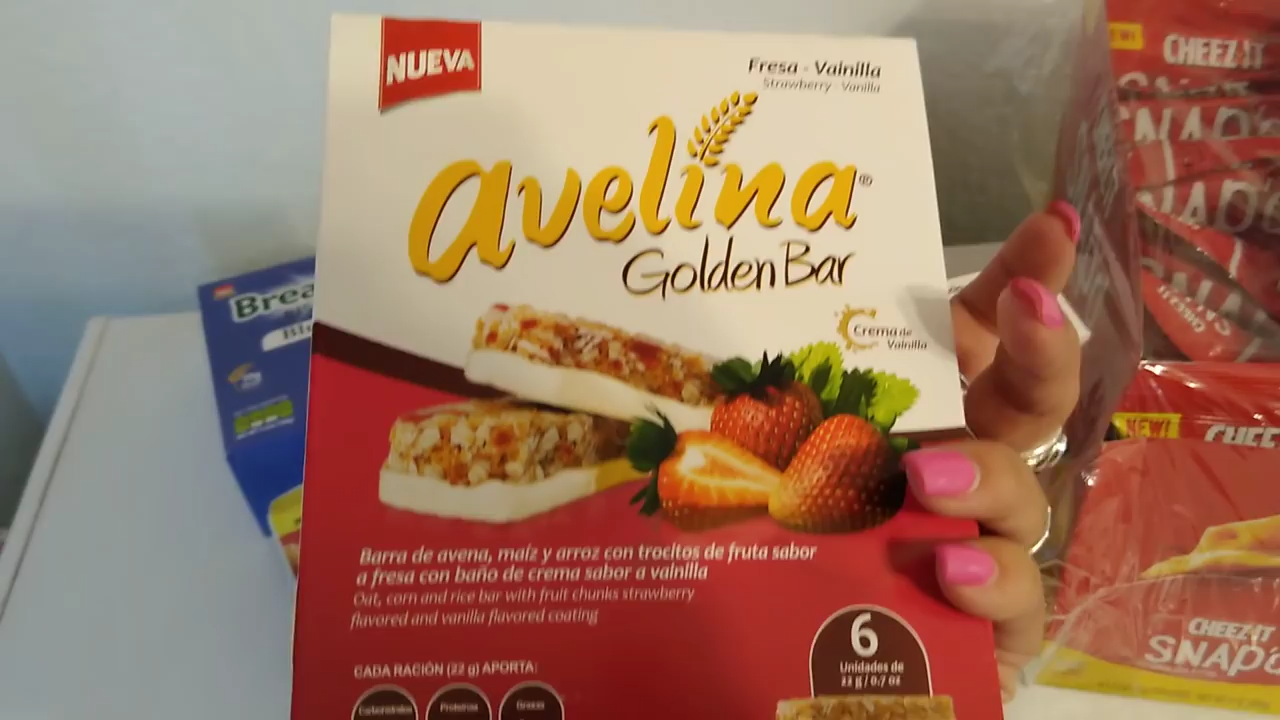 NUEVA
Fresa - Vainilla
Strawberry - Vanilla
avelina®
Golden Bar
Crema de
Vainilla
Barra de avena, maíz y arroz con trocitos de fruta sabor
a fresa con baño de crema sabor a vainilla
Oat, corn and rice bar with fruit chunks strawberry
flavored and vanilla flavored coating
CADA RACIÓN (22 g) APORTA:
Carbohidratos
Proteínas
Grasas
6
Unidades de
22 g / 0.7 oz
Brea
CHEEZ-IT
SNAP'D
NEW!
CHEEZ-IT
SNAP'D